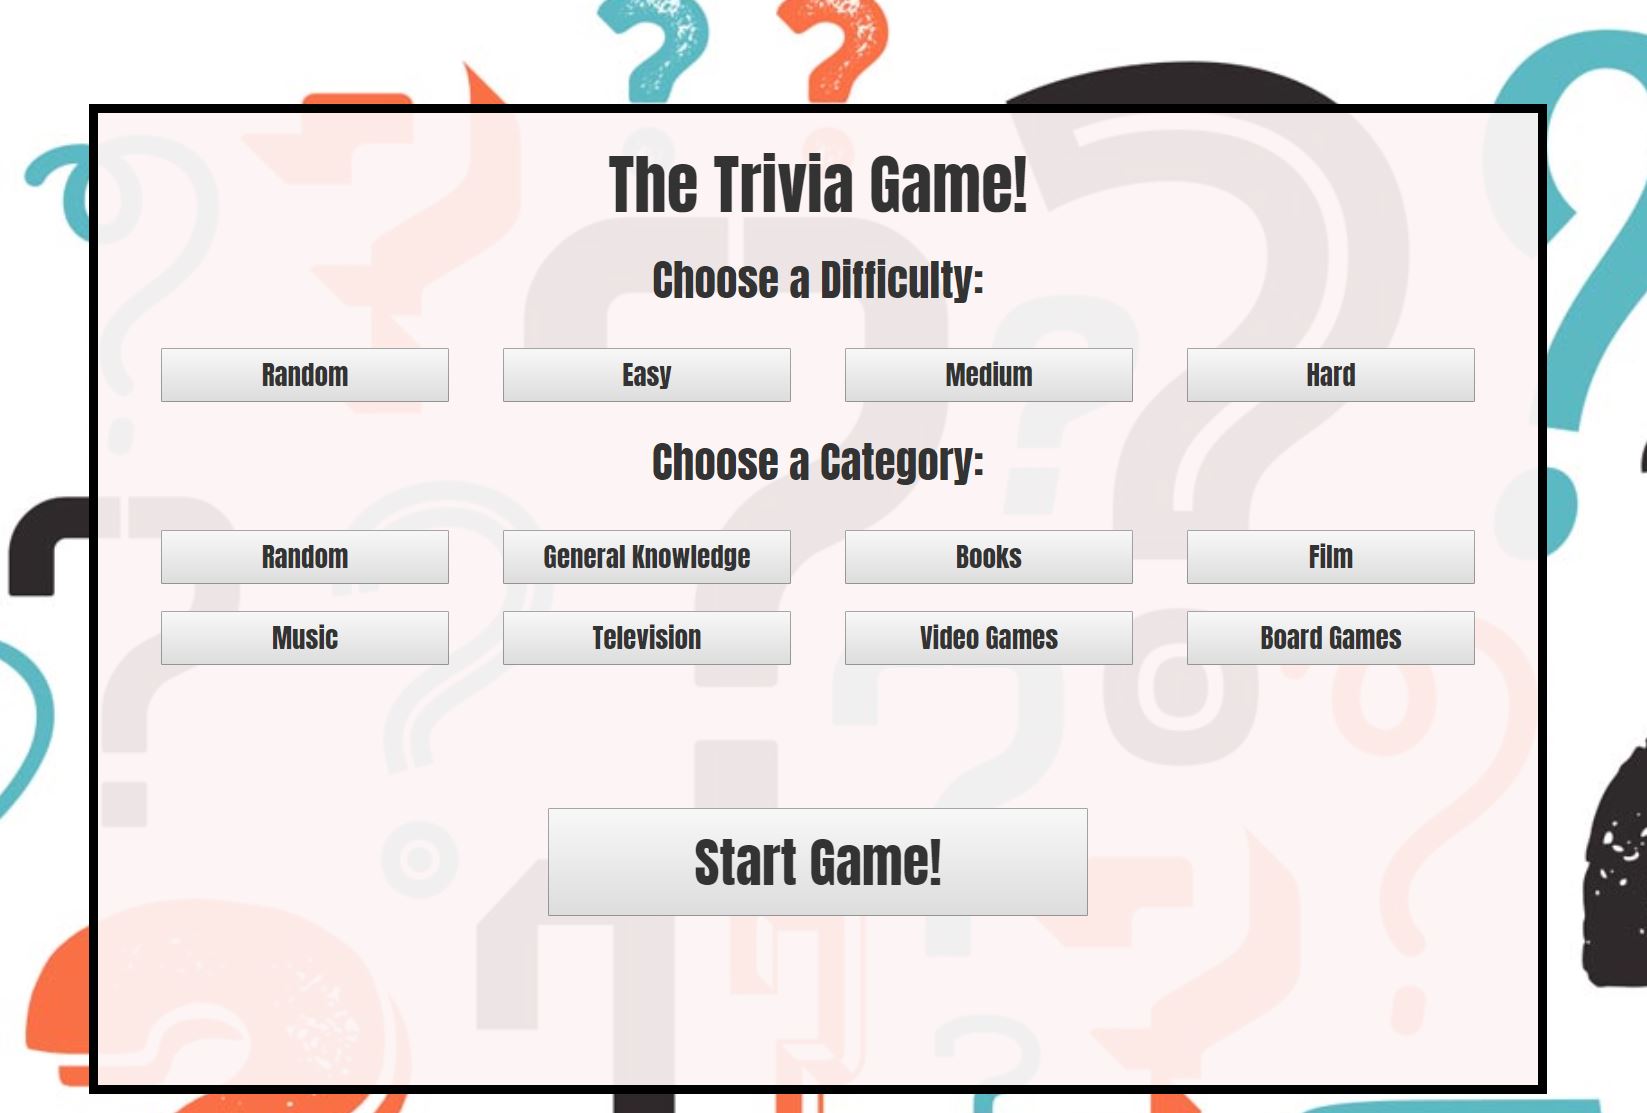 The Trivia Game!
Choose a Difficulty:
Random Easy Medium Hard
Choose a Category:
Random General Knowledge Books Film
Music Television Video Games Board Games
Start Game!